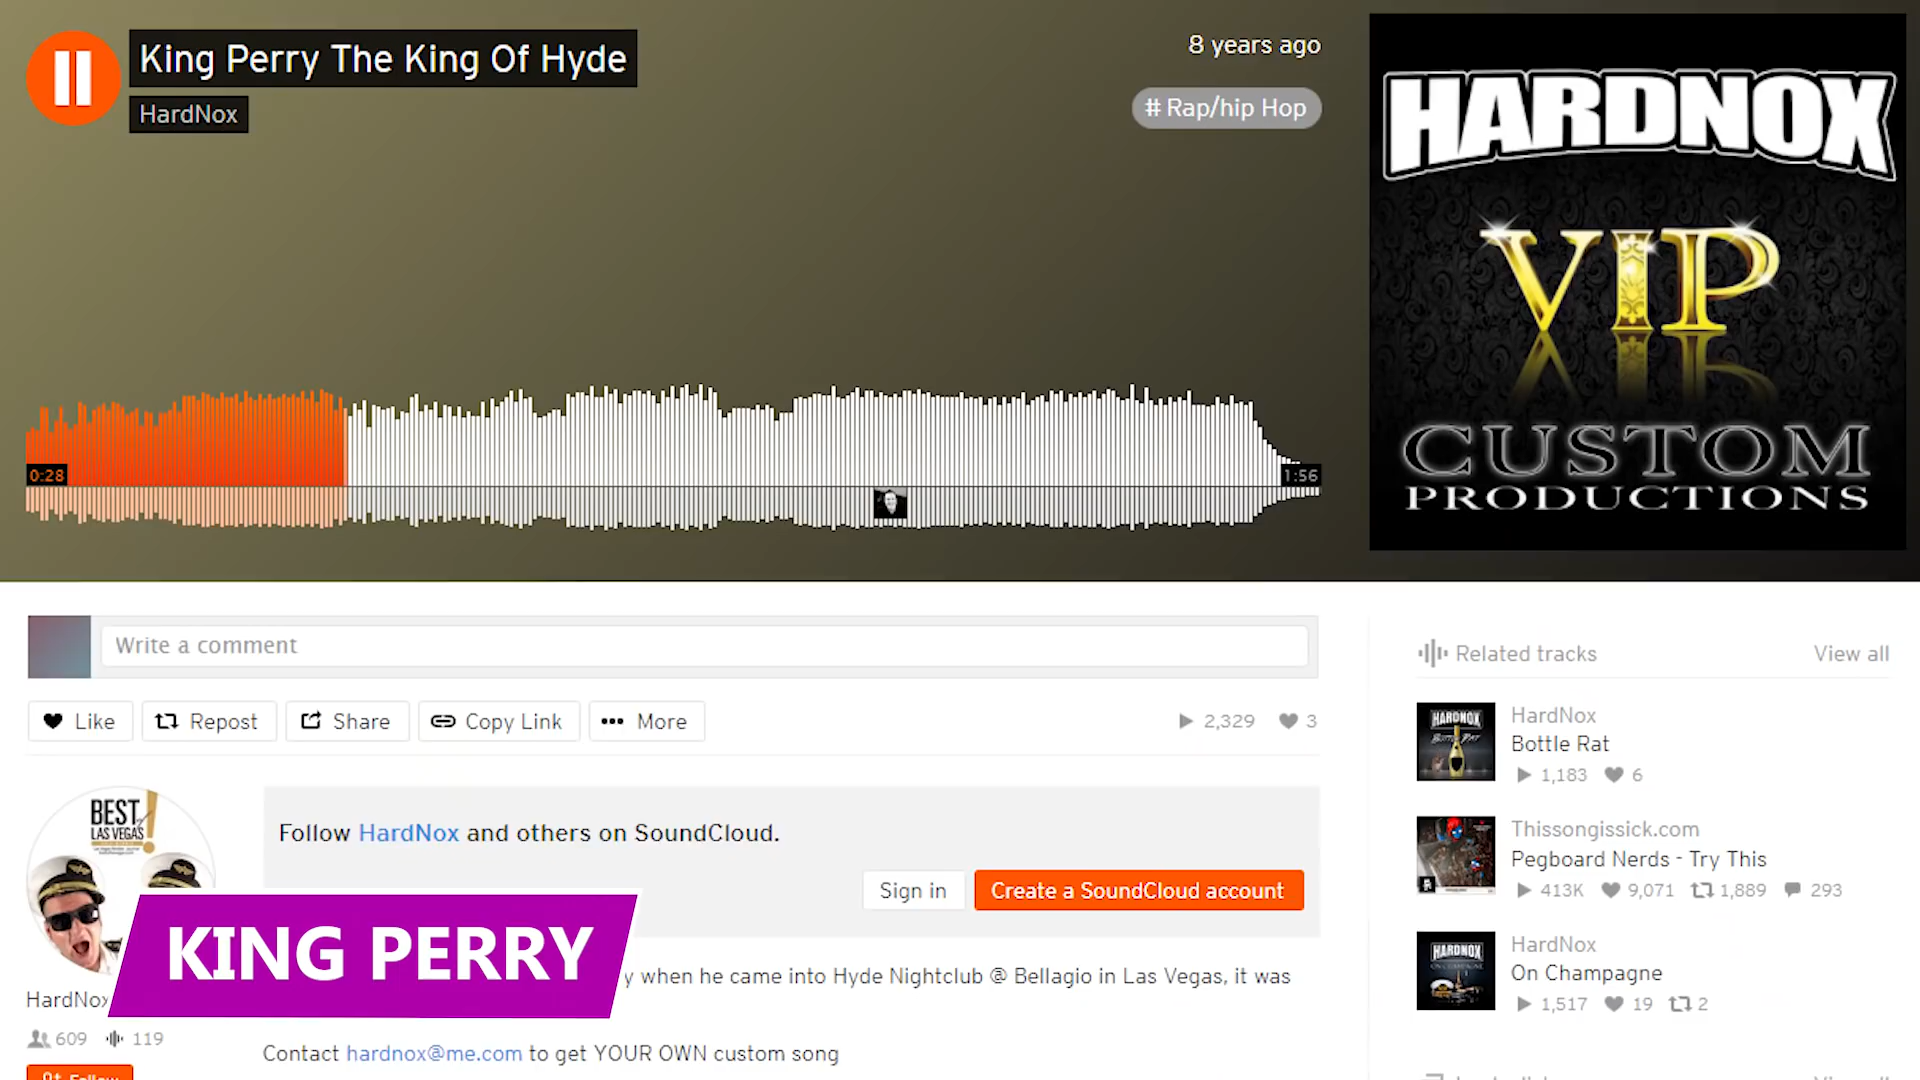 King Perry The King Of Hyde
HardNox
8 years ago
# Rap/hip Hop
HARDNOX
VIP
CUSTOM
PRODUCTIONS
0:28
1:56
Write a comment
Like
Repost
Share
Copy Link
More
2,329
3
Related tracks
View all
HARDNOX
HardNox
Bottle Rat
1,183
6
Thissongissick.com
Pegboard Nerds - Try This
413K
9,071
1,889
293
HARDNOX
ON CHAMPAGNE
HardNox
On Champagne
1,517
19
2
BEST
LAS VEGAS
Follow HardNox and others on SoundCloud.
Sign in
Create a SoundCloud account
KING PERRY
when he came into Hyde Nightclub @ Bellagio in Las Vegas, it was
HardNox
609
119
Contact hardnox@me.com to get YOUR OWN custom song
Follow